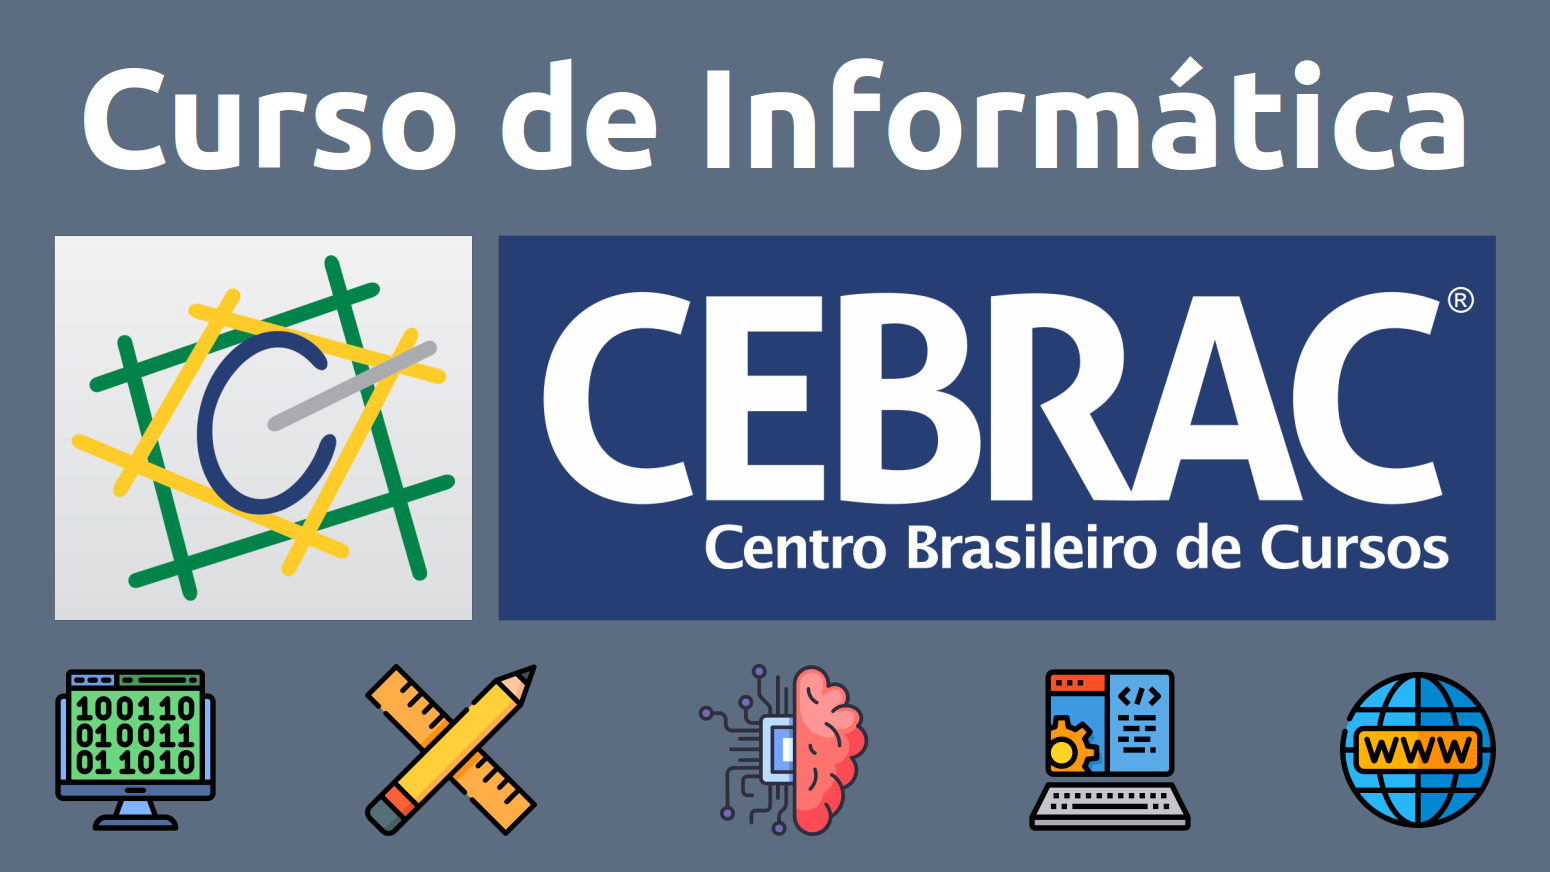 Curso de Informática
CEBRAC®
Centro Brasileiro de Cursos
100110
010011
011010
</>
WWW